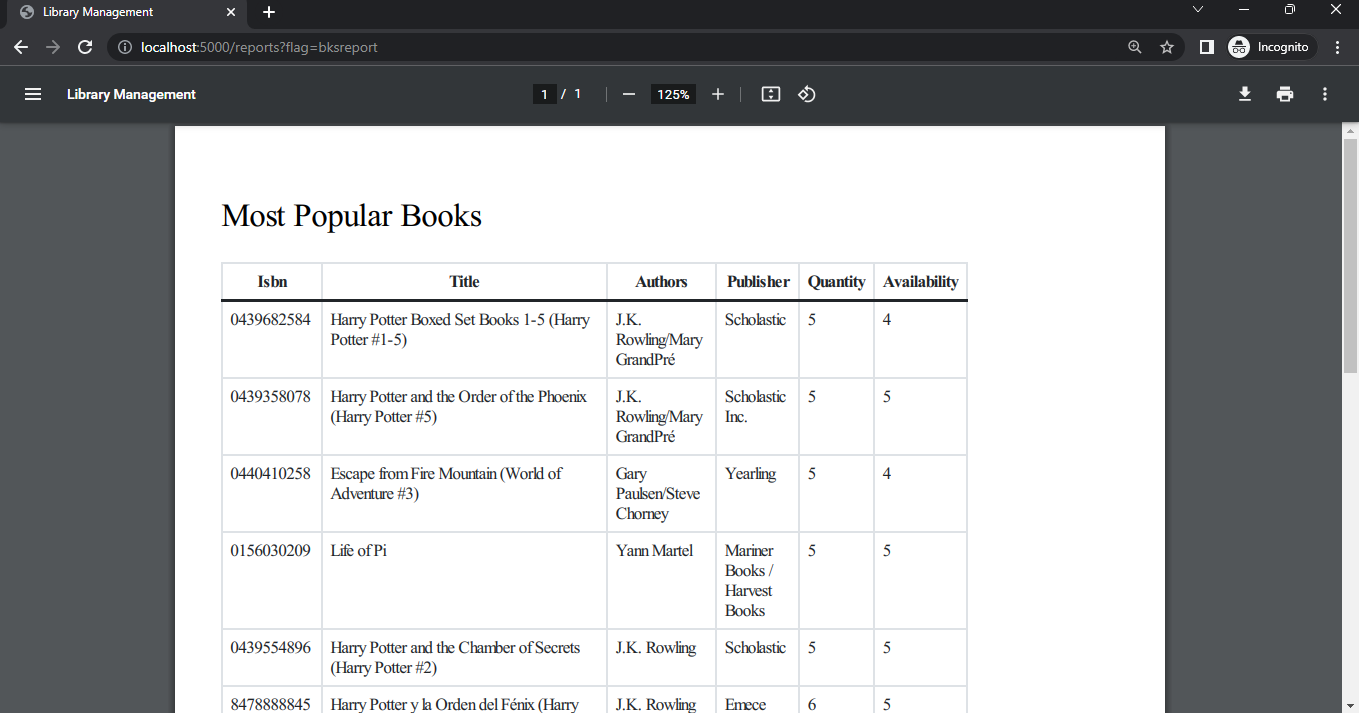 Library Management
localhost:5000/reports?flag=bksreport
Incognito
Library Management
1 / 1
125%
Most Popular Books
Isbn Title Authors Publisher Quantity Availability
0439682584 Harry Potter Boxed Set Books 1-5 (Harry J.K. Scholastic 5 4
Potter #1-5) Rowling/Mary
GrandPré
0439358078 Harry Potter and the Order of the Phoenix J.K. Scholastic 5 5
(Harry Potter #5) Rowling/Mary Inc.
GrandPré
0440410258 Escape from Fire Mountain (World of Gary Yearling 5 4
Adventure #3) Paulsen/Steve
Chorney
0156030209 Life of Pi Yann Martel Mariner 5 5
Books /
Harvest
Books
0439554896 Harry Potter and the Chamber of Secrets J.K. Rowling Scholastic 5 5
(Harry Potter #2)
8478888845 Harry Potter y la Orden del Fénix (Harry J.K. Rowling Emece 6 5